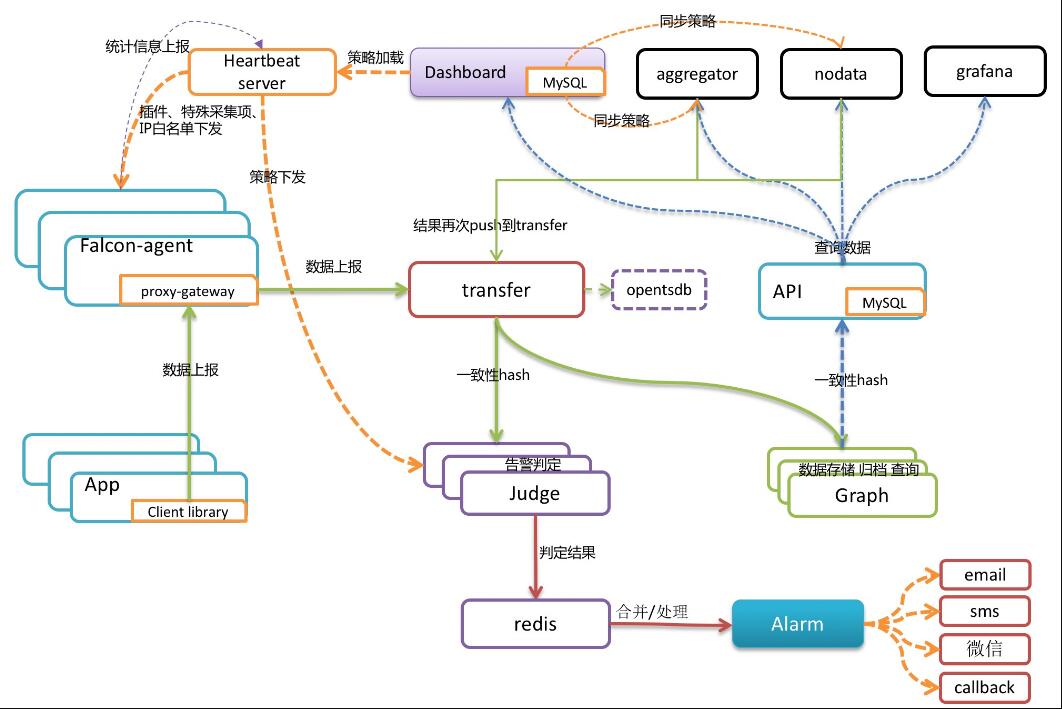 同步策略
统计信息上报
Heartbeat
server
策略加载
Dashboard
MySQL
aggregator
nodata
grafana
插件、特殊采集项、
IP白名单下发
同步策略
策略下发
结果再次push到transfer
Falcon-agent
proxy-gateway
数据上报
transfer
opentsdb
查询数据
API
MySQL
数据上报
一致性hash
一致性hash
App
Client library
告警判定
Judge
数据存储 归档 查询
Graph
判定结果
redis
合并/处理
Alarm
email
sms
微信
callback